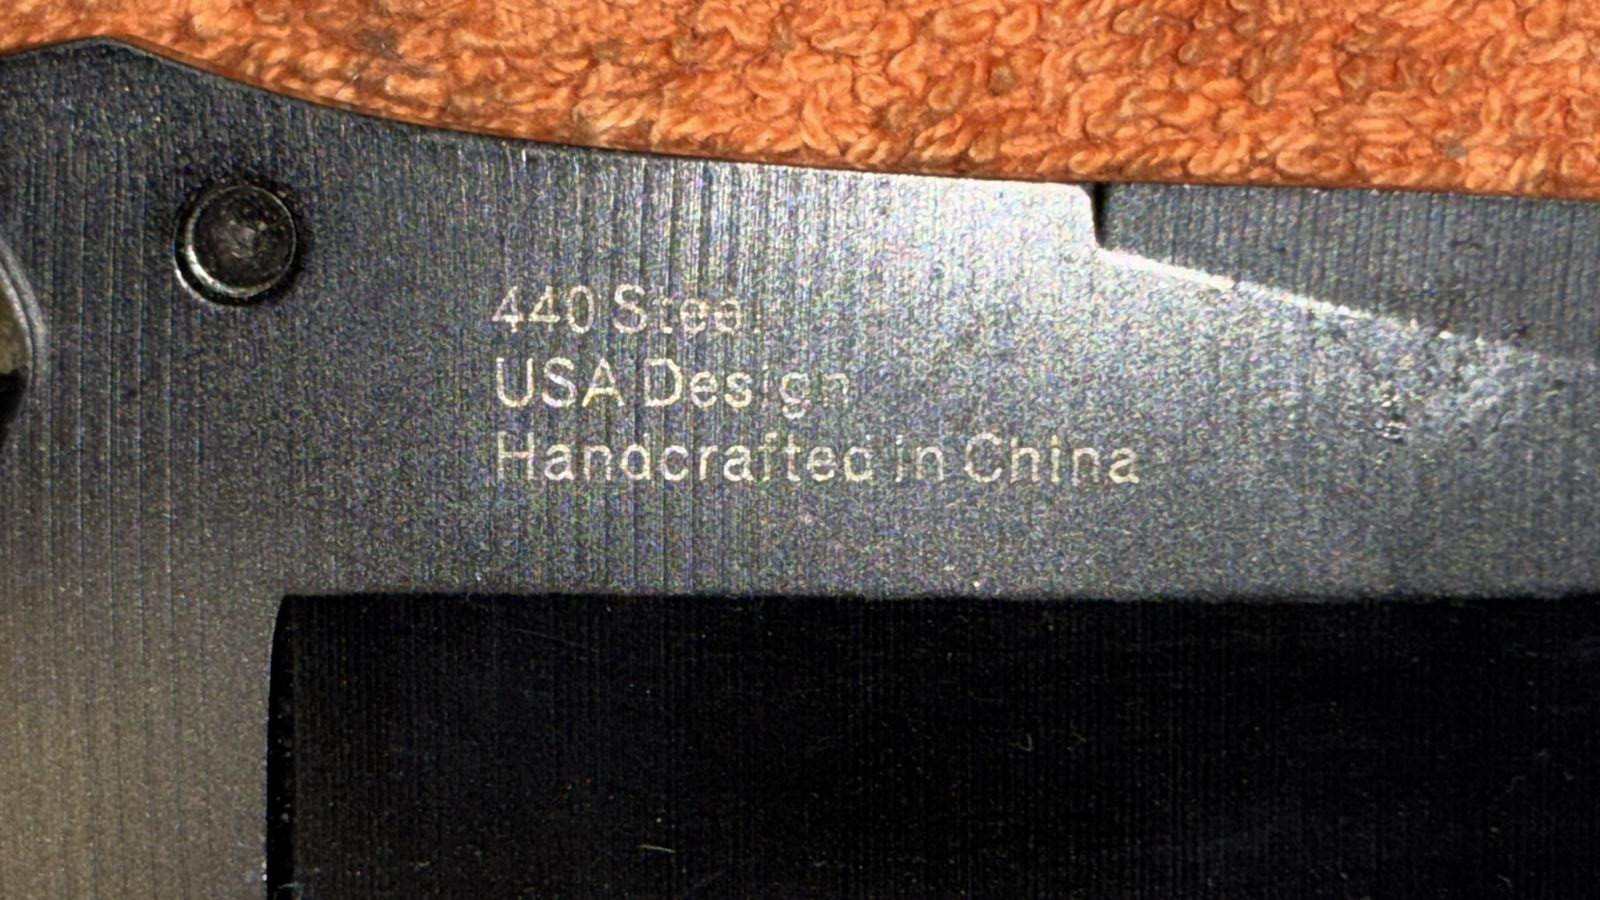 440 Steel
USA Design
Handcrafted in China